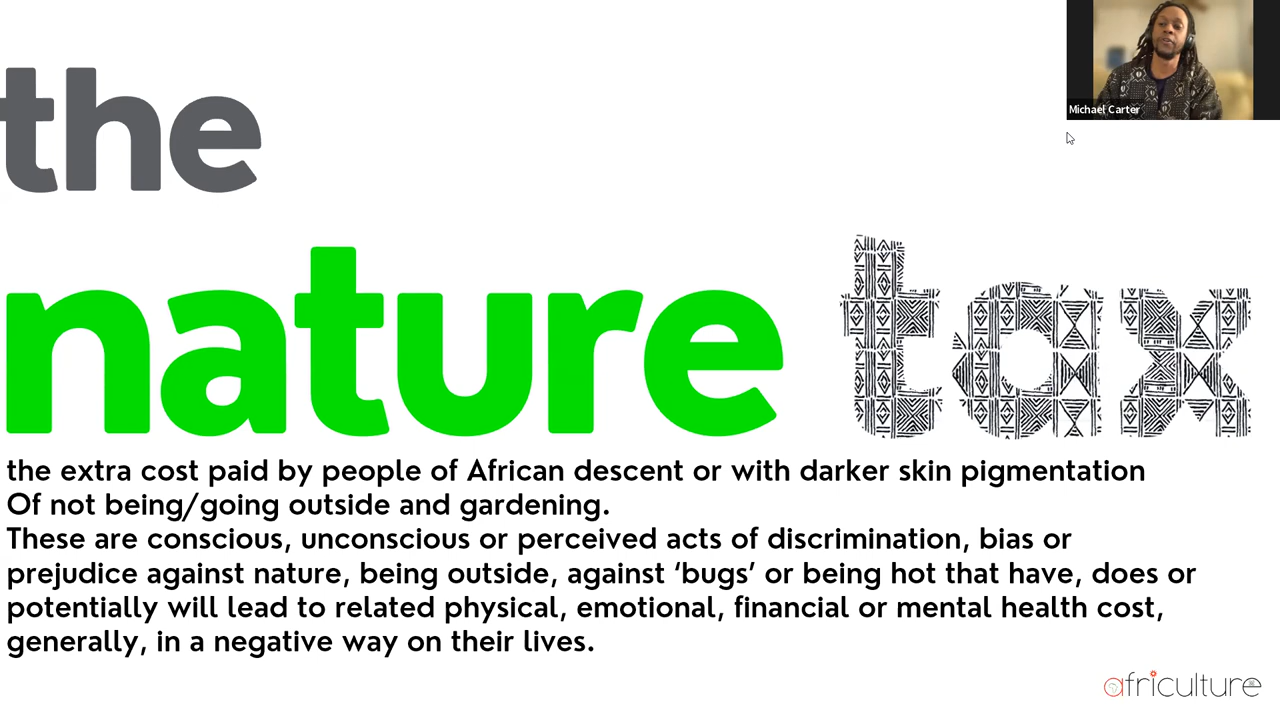 Michael Carter
the
nature tax
the extra cost paid by people of African descent or with darker skin pigmentation
Of not being/going outside and gardening.
These are conscious, unconscious or perceived acts of discrimination, bias or
prejudice against nature, being outside, against ‘bugs’ or being hot that have, does or
potentially will lead to related physical, emotional, financial or mental health cost,
generally, in a negative way on their lives.
africulture